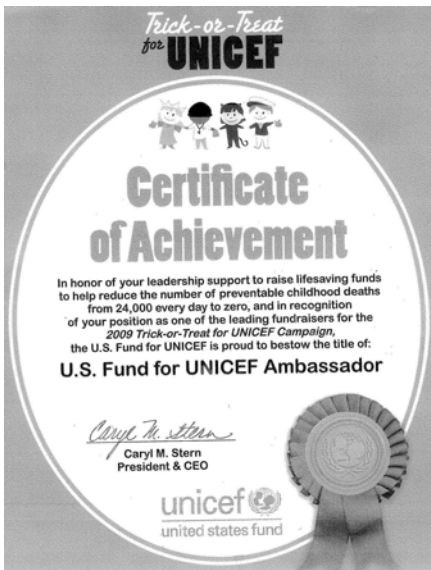 Trick-or-Treat
for UNICEF
Certificate
of Achievement
In honor of your leadership support to raise lifesaving funds
to help reduce the number of preventable childhood deaths
from 24,000 every day to zero, and in recognition
of your position as one of the leading fundraisers for the
2009 Trick-or-Treat for UNICEF Campaign,
the U.S. Fund for UNICEF is proud to bestow the title of:
U.S. Fund for UNICEF Ambassador
Caryl M. Stern
Caryl M. Stern
President & CEO
unicef
united states fund